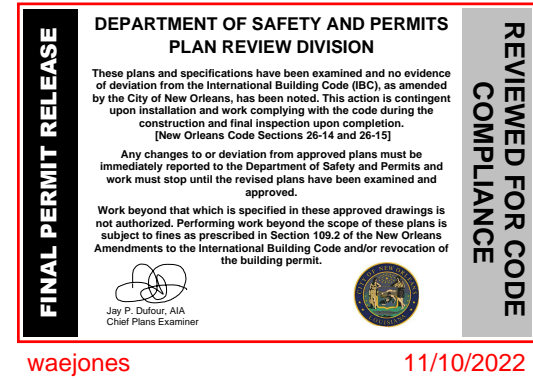 FINAL PERMIT RELEASE
DEPARTMENT OF SAFETY AND PERMITS
PLAN REVIEW DIVISION
These plans and specifications have been examined and no evidence
of deviation from the International Building Code (IBC), as amended
by the City of New Orleans, has been noted. This action is contingent
upon installation and work complying with the code during the
construction and final inspection upon completion.
[New Orleans Code Sections 26-14 and 26-15]
Any changes to or deviation from approved plans must be
immediately reported to the Department of Safety and Permits and
work must stop until the revised plans have been examined and
approved.
Work beyond that which is specified in these approved drawings is
not authorized. Performing work beyond the scope of these plans is
subject to fines as prescribed in Section 109.2 of the New Orleans
Amendments to the International Building Code and/or revocation of
the building permit.
Jay P. Dufour, AIA
Chief Plans Examiner
CITY OF NEW ORLEANS
LOUISIANA
REVIEWED FOR CODE
COMPLIANCE
waejones
11/10/2022